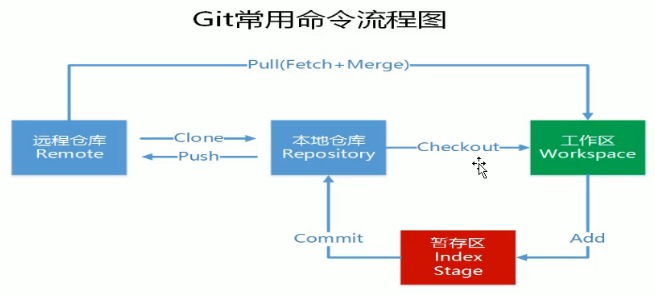 Git常用命令流程图
Pull(Fetch+Merge)
远程仓库
Remote
Clone
Push
本地仓库
Repository
Checkout
工作区
Workspace
Commit
暂存区
Index
Stage
Add